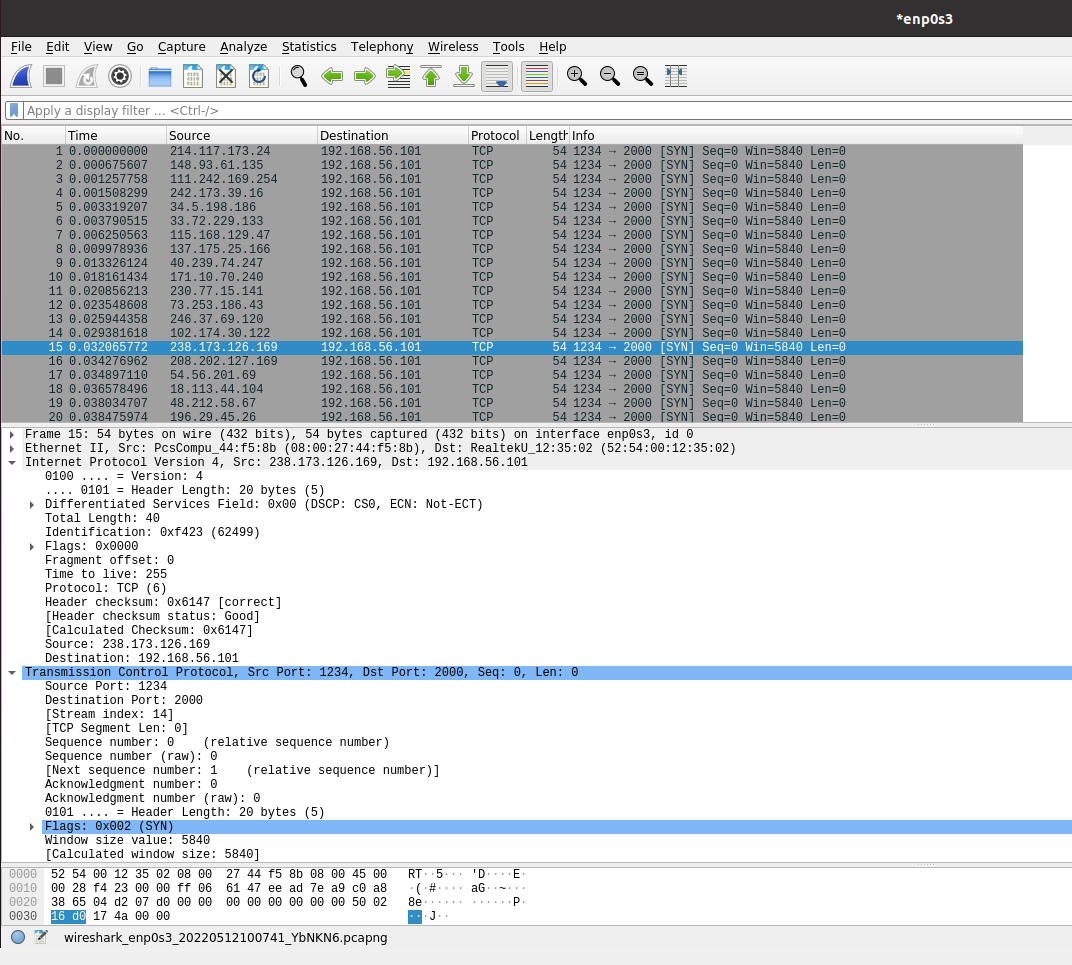 *enp0s3
File Edit View Go Capture Analyze Statistics Telephony Wireless Tools Help
Apply a display filter … <Ctrl-/>
No. Time Source Destination Protocol Length Info
1 0.000000000 214.117.173.24 192.168.56.101 TCP 54 1234 → 2000 [SYN] Seq=0 Win=5840 Len=0
2 0.000675607 148.93.61.135 192.168.56.101 TCP 54 1234 → 2000 [SYN] Seq=0 Win=5840 Len=0
3 0.001257758 111.242.169.254 192.168.56.101 TCP 54 1234 → 2000 [SYN] Seq=0 Win=5840 Len=0
4 0.001508299 242.173.39.16 192.168.56.101 TCP 54 1234 → 2000 [SYN] Seq=0 Win=5840 Len=0
5 0.003319207 34.5.198.186 192.168.56.101 TCP 54 1234 → 2000 [SYN] Seq=0 Win=5840 Len=0
6 0.003790515 33.72.229.133 192.168.56.101 TCP 54 1234 → 2000 [SYN] Seq=0 Win=5840 Len=0
7 0.006250563 115.168.129.47 192.168.56.101 TCP 54 1234 → 2000 [SYN] Seq=0 Win=5840 Len=0
8 0.009978936 137.175.25.166 192.168.56.101 TCP 54 1234 → 2000 [SYN] Seq=0 Win=5840 Len=0
9 0.013326124 40.239.74.247 192.168.56.101 TCP 54 1234 → 2000 [SYN] Seq=0 Win=5840 Len=0
10 0.018161434 171.10.70.240 192.168.56.101 TCP 54 1234 → 2000 [SYN] Seq=0 Win=5840 Len=0
11 0.020856213 230.77.15.141 192.168.56.101 TCP 54 1234 → 2000 [SYN] Seq=0 Win=5840 Len=0
12 0.023548608 73.253.186.43 192.168.56.101 TCP 54 1234 → 2000 [SYN] Seq=0 Win=5840 Len=0
13 0.025944358 246.37.69.120 192.168.56.101 TCP 54 1234 → 2000 [SYN] Seq=0 Win=5840 Len=0
14 0.029381618 102.174.30.122 192.168.56.101 TCP 54 1234 → 2000 [SYN] Seq=0 Win=5840 Len=0
15 0.032065772 238.173.126.169 192.168.56.101 TCP 54 1234 → 2000 [SYN] Seq=0 Win=5840 Len=0
16 0.034276962 208.202.127.169 192.168.56.101 TCP 54 1234 → 2000 [SYN] Seq=0 Win=5840 Len=0
17 0.034897110 54.56.201.69 192.168.56.101 TCP 54 1234 → 2000 [SYN] Seq=0 Win=5840 Len=0
18 0.036578496 18.113.44.104 192.168.56.101 TCP 54 1234 → 2000 [SYN] Seq=0 Win=5840 Len=0
19 0.038034707 48.212.58.67 192.168.56.101 TCP 54 1234 → 2000 [SYN] Seq=0 Win=5840 Len=0
20 0.038475974 196.29.45.26 192.168.56.101 TCP 54 1234 → 2000 [SYN] Seq=0 Win=5840 Len=0
Frame 15: 54 bytes on wire (432 bits), 54 bytes captured (432 bits) on interface enp0s3, id 0
Ethernet II, Src: PcsCompu_44:f5:8b (08:00:27:44:f5:8b), Dst: RealtekU_12:35:02 (52:54:00:12:35:02)
Internet Protocol Version 4, Src: 238.173.126.169, Dst: 192.168.56.101
0100 .... = Version: 4
.... 0101 = Header Length: 20 bytes (5)
Differentiated Services Field: 0x00 (DSCP: CS0, ECN: Not-ECT)
Total Length: 40
Identification: 0xf423 (62499)
Flags: 0x0000
Fragment offset: 0
Time to live: 255
Protocol: TCP (6)
Header checksum: 0x6147 [correct]
[Header checksum status: Good]
[Calculated Checksum: 0x6147]
Source: 238.173.126.169
Destination: 192.168.56.101
Transmission Control Protocol, Src Port: 1234, Dst Port: 2000, Seq: 0, Len: 0
Source Port: 1234
Destination Port: 2000
[Stream index: 14]
[TCP Segment Len: 0]
Sequence number: 0    (relative sequence number)
Sequence number (raw): 0
[Next sequence number: 1    (relative sequence number)]
Acknowledgment number: 0
Acknowledgment number (raw): 0
0101 .... = Header Length: 20 bytes (5)
Flags: 0x002 (SYN)
Window size value: 5840
[Calculated window size: 5840]
0000 52 54 00 12 35 02 08 00 27 44 f5 8b 08 00 45 00 RT··5··· 'D····E·
0010 00 28 f4 23 00 00 ff 06 61 47 ee ad 7e a9 c0 a8 ·(·#···· aG··~···
0020 38 65 04 d2 07 d0 00 00 00 00 00 00 00 00 50 02 8e······ ······P·
0030 16 d0 17 4a 00 00 ···J··
wireshark_enp0s3_20220512100741_YbNKN6.pcapng